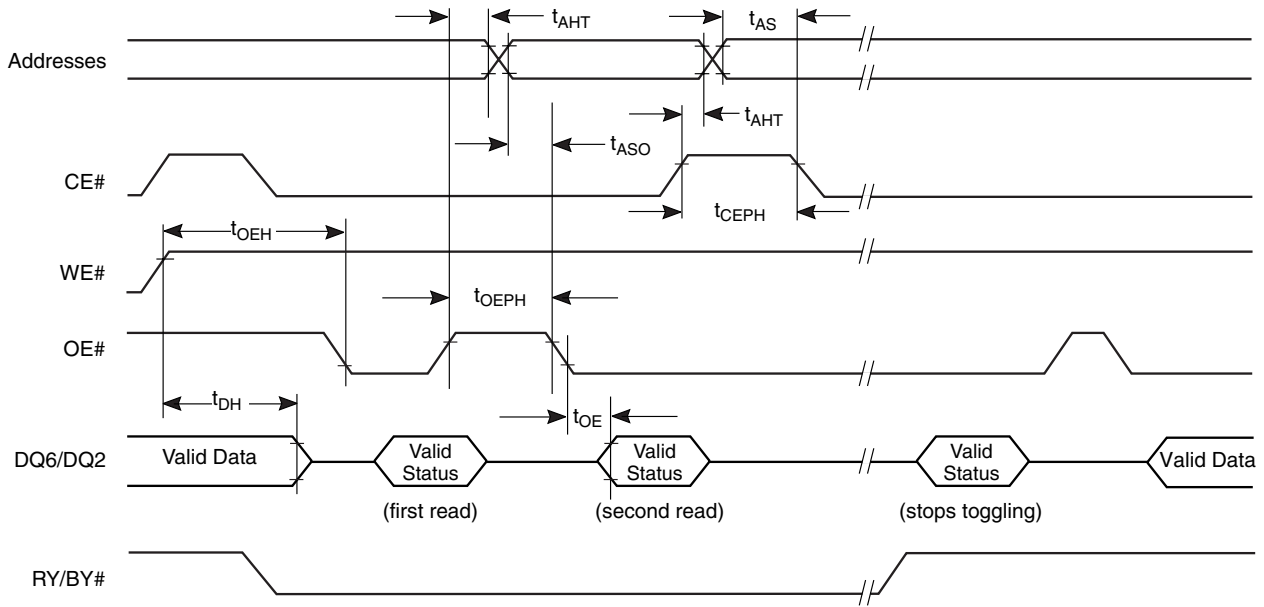 tAHT
tAS
Addresses
tAHT
tASO
CE#
tCEPH
tOEH
WE#
tOEPH
OE#
tDH
tOE
DQ6/DQ2
Valid Data
Valid
Status
Valid
Status
Valid
Status
Valid Data
(first read)
(second read)
(stops toggling)
RY/BY#